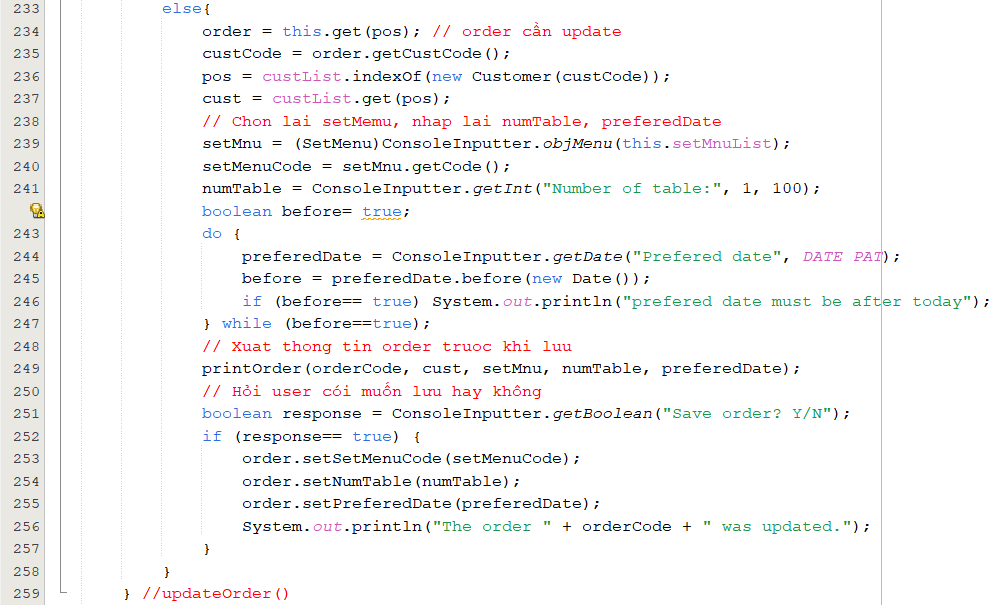 233 else{
234 order = this.get(pos); // order cần update
235 custCode = order.getCustCode();
236 pos = custList.indexOf(new Customer(custCode));
237 cust = custList.get(pos);
238 // Chon lai setMemu, nhap lai numTable, preferedDate
239 setMnu = (SetMenu)ConsoleInputter.objMenu(this.setMnuList);
240 setMenuCode = setMnu.getCode();
241 numTable = ConsoleInputter.getInt("Number of table:", 1, 100);
boolean before= true;
243 do {
244 preferedDate = ConsoleInputter.getDate("Prefered date", DATE_PAT);
245 before = preferedDate.before(new Date());
246 if (before== true) System.out.println("prefered date must be after today");
247 } while (before==true);
248 // Xuat thong tin order truoc khi luu
249 printOrder(orderCode, cust, setMnu, numTable, preferedDate);
250 // Hỏi user cói muốn lưu hay không
251 boolean response = ConsoleInputter.getBoolean("Save order? Y/N");
252 if (response== true) {
253 order.setSetMenuCode(setMenuCode);
254 order.setNumTable(numTable);
255 order.setPreferedDate(preferedDate);
256 System.out.println("The order " + orderCode + " was updated.");
257 }
258 }
259 } //updateOrder()